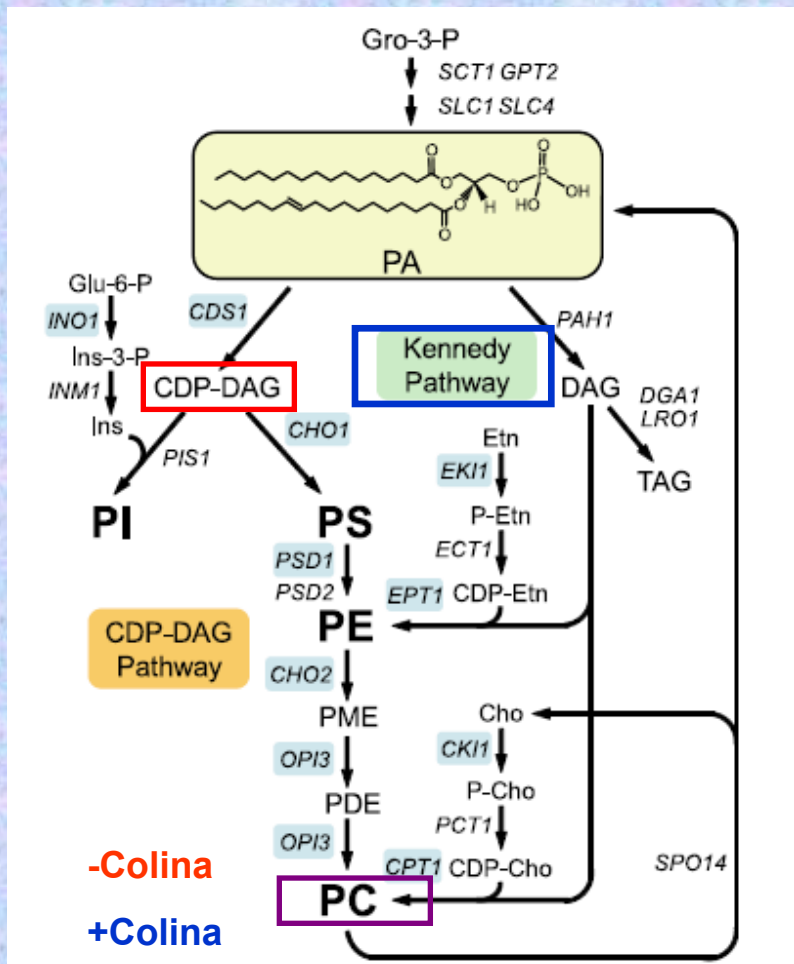 Gro-3-P
SCT1 GPT2
SLC1 SLC4
O
O
P
OH
HO
O
O
H
O
O
PA
Glu-6-P
INO1
Ins-3-P
INM1
Ins
PIS1
PI
CDS1
CDP-DAG
CHO1
PS
PSD1
PSD2
PE
CDP-DAG
Pathway
CHO2
PME
OPI3
PDE
OPI3
PC
Kennedy
Pathway
PAH1
DAG
DGA1
LRO1
TAG
Etn
EKI1
P-Etn
ECT1
EPT1 CDP-Etn
Cho
CKI1
P-Cho
PCT1
CPT1 CDP-Cho
SPO14
-Colina
+Colina